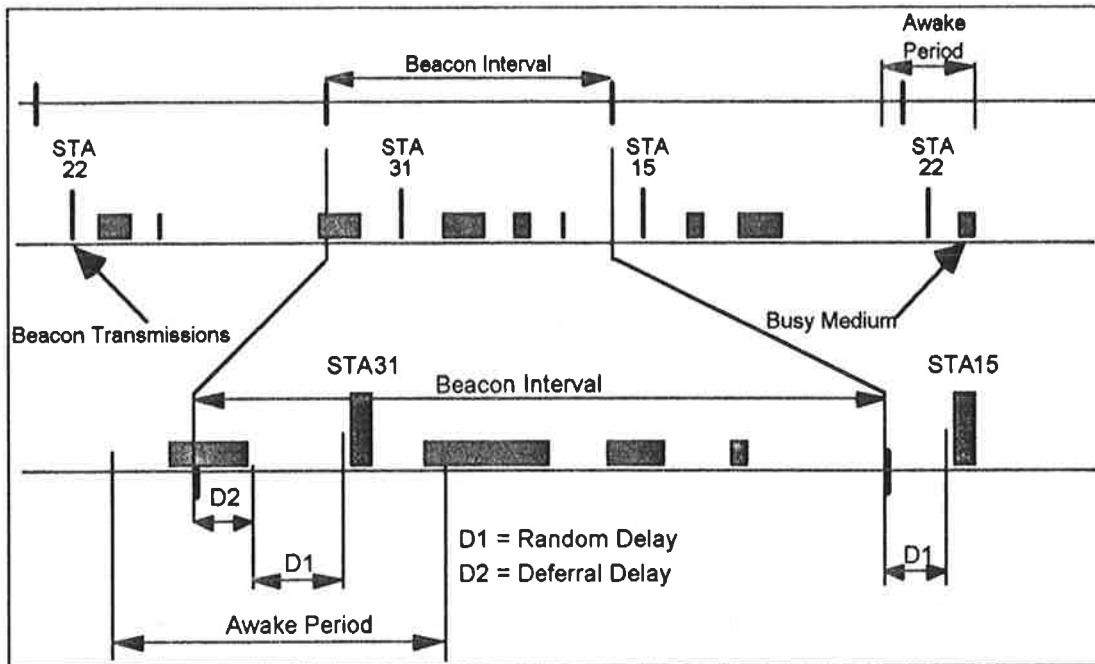 Awake
Period
Beacon Interval
STA
22
STA
31
STA
15
STA
22
Beacon Transmissions
Busy Medium
STA31
Beacon Interval
STA15
D2
D1
D1 = Random Delay
D2 = Deferral Delay
D1
Awake Period